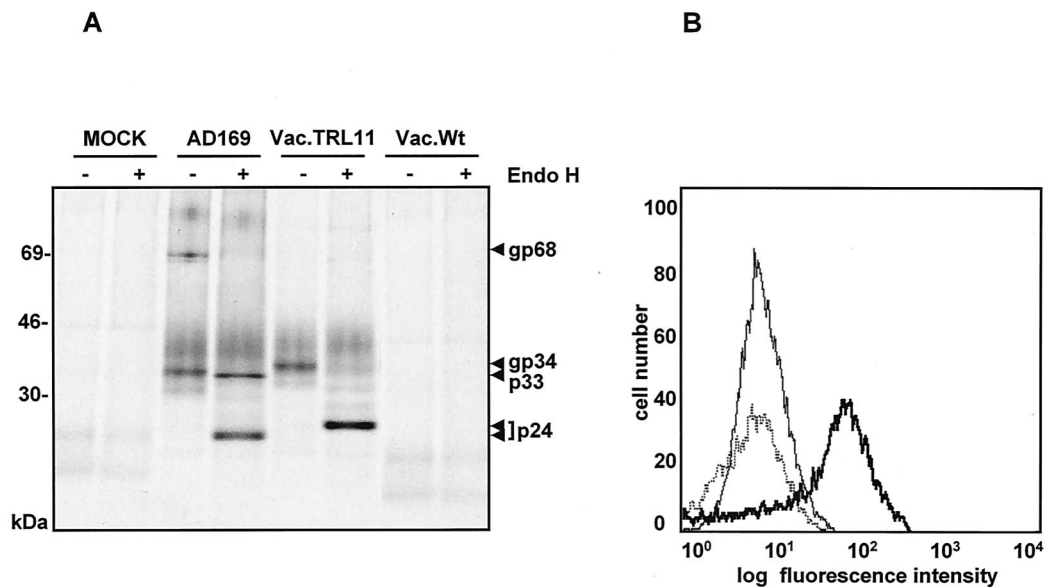 A
MOCK AD169 Vac.TRL11 Vac.Wt
- + - + - + - + Endo H
69-
46-
30-
kDa
gp68
gp34
p33
]p24
B
100
80
60
40
20
0
cell number
10⁰ 10¹ 10² 10³ 10⁴
log fluorescence intensity